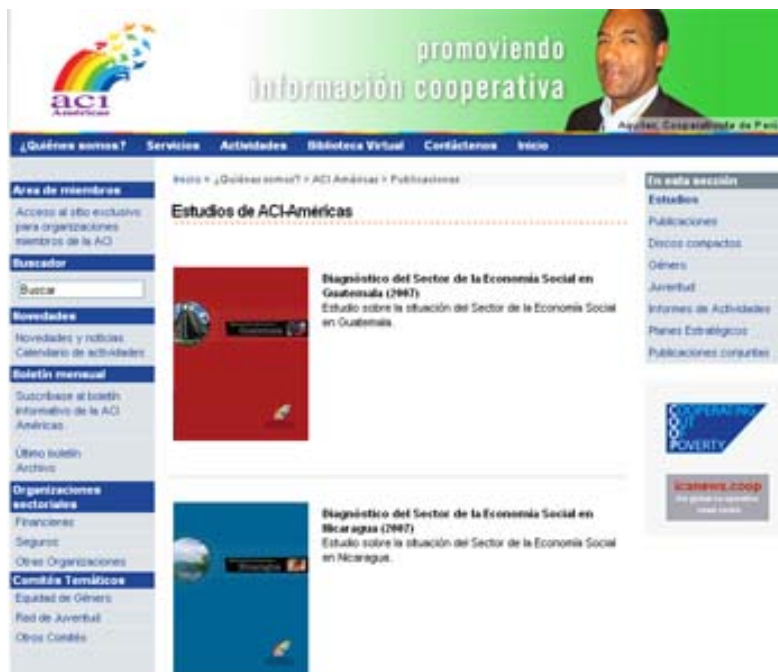 aci
Américas
promoviendo
información cooperativa
Aquiles, Cooperativista de Perú
¿Quiénes somos? Servicios Actividades Biblioteca Virtual Contáctenos Inicio
Area de miembros
Acceso al sitio exclusivo
para organizaciones
miembros de la ACI
Buscador
Buscar
Novedades
Novedades y noticias
Calendario de actividades
Boletín mensual
Suscríbase al boletín
informativo de la ACI
Américas
Último boletín
Archivo
Organizaciones
sectoriales
Financieras
Seguros
Otras Organizaciones
Comités Temáticos
Equidad de Género
Red de Juventud
Otros Comités
Inicio > ¿Quiénes somos? > ACI Américas > Publicaciones
Estudios de ACI-Américas
Guatemala
Diagnóstico del Sector de la Economía Social en
Guatemala (2007)
Estudio sobre la situación del Sector de la Economía Social
en Guatemala.
Nicaragua
Diagnóstico del Sector de la Economía Social en
Nicaragua (2007)
Estudio sobre la situación del Sector de la Economía Social
en Nicaragua.
En esta sección
Estudios
Publicaciones
Discos compactos
Género
Juventud
Informes de Actividades
Planes Estratégicos
Publicaciones conjuntas
COOPERATING
OUT
OF
POVERTY
icanews.coop